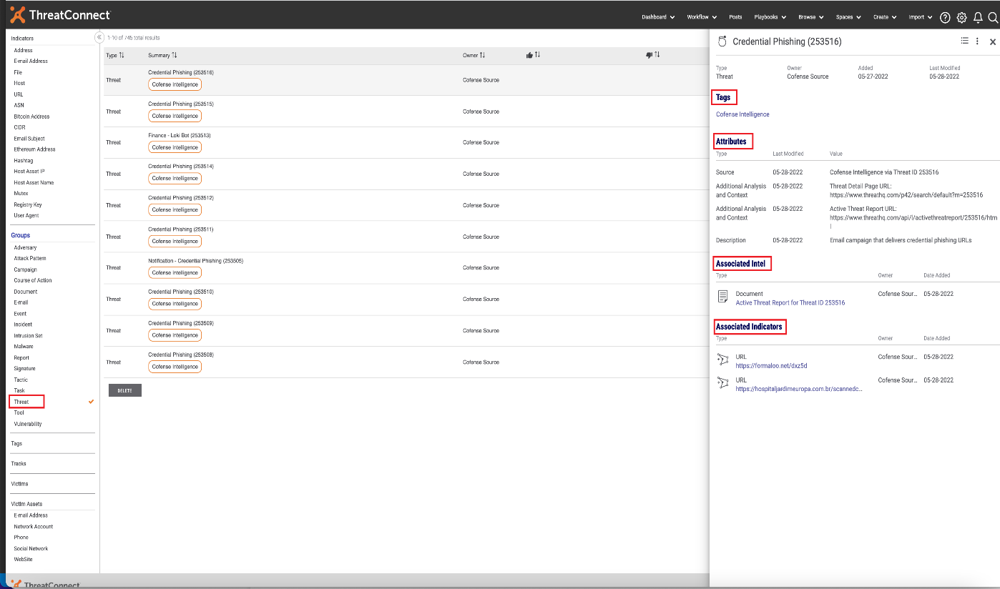 ThreatConnect
Dashboard Workflow Posts Playbooks Browse Spaces Create Import
Indicators
Address
E-mail Address
File
Host
URL
ASN
Bitcoin Address
CIDR
Email Subject
Ethereum Address
Hashtag
Host Asset IP
Host Asset Name
Mutex
Registry Key
User Agent
Groups
Adversary
Attack Pattern
Campaign
Course of Action
Document
E-mail
Event
Incident
Intrusion Set
Malware
Report
Signature
Tactic
Task
Threat
Tool
Vulnerability
Tags
Tracks
Victims
Victim Assets
E-mail Address
Network Account
Phone
Social Network
WebSite
1-10 of 745 total results
Type Summary Owner
Threat Credential Phishing (253516) Cofense Source
Cofense Intelligence
Threat Credential Phishing (253515) Cofense Source
Cofense Intelligence
Threat Finance - Loki Bot (253513) Cofense Source
Cofense Intelligence
Threat Credential Phishing (253514) Cofense Source
Cofense Intelligence
Threat Credential Phishing (253512) Cofense Source
Cofense Intelligence
Threat Credential Phishing (253511) Cofense Source
Cofense Intelligence
Threat Notification - Credential Phishing (253505) Cofense Source
Cofense Intelligence
Threat Credential Phishing (253510) Cofense Source
Cofense Intelligence
Threat Credential Phishing (253509) Cofense Source
Cofense Intelligence
Threat Credential Phishing (253508) Cofense Source
Cofense Intelligence
DELETE
Credential Phishing (253516)
Type Owner Added Last Modified
Threat Cofense Source 05-27-2022 05-28-2022
Tags
Cofense Intelligence
Attributes
Type Last Modified Value
Source 05-28-2022 Cofense Intelligence via Threat ID 253516
Additional Analysis 05-28-2022 Threat Detail Page URL:
and Context https://www.threathq.com/p42/search/default?m=253516
Additional Analysis 05-28-2022 Active Threat Report URL:
and Context https://www.threathq.com/api/l/activethreatreport/253516/htm
l
Description 05-28-2022 Email campaign that delivers credential phishing URLs
Associated Intel
Type Owner Date Added
Document Cofense Sour... 05-28-2022
Active Threat Report for Threat ID 253516
Associated Indicators
Type Owner Date Added
URL Cofense Sour... 05-28-2022
https://formaloo.net/dxz5d
URL Cofense Sour... 05-28-2022
https://hospitaljardimeuropa.com.br/scannedc...
ThreatConnect